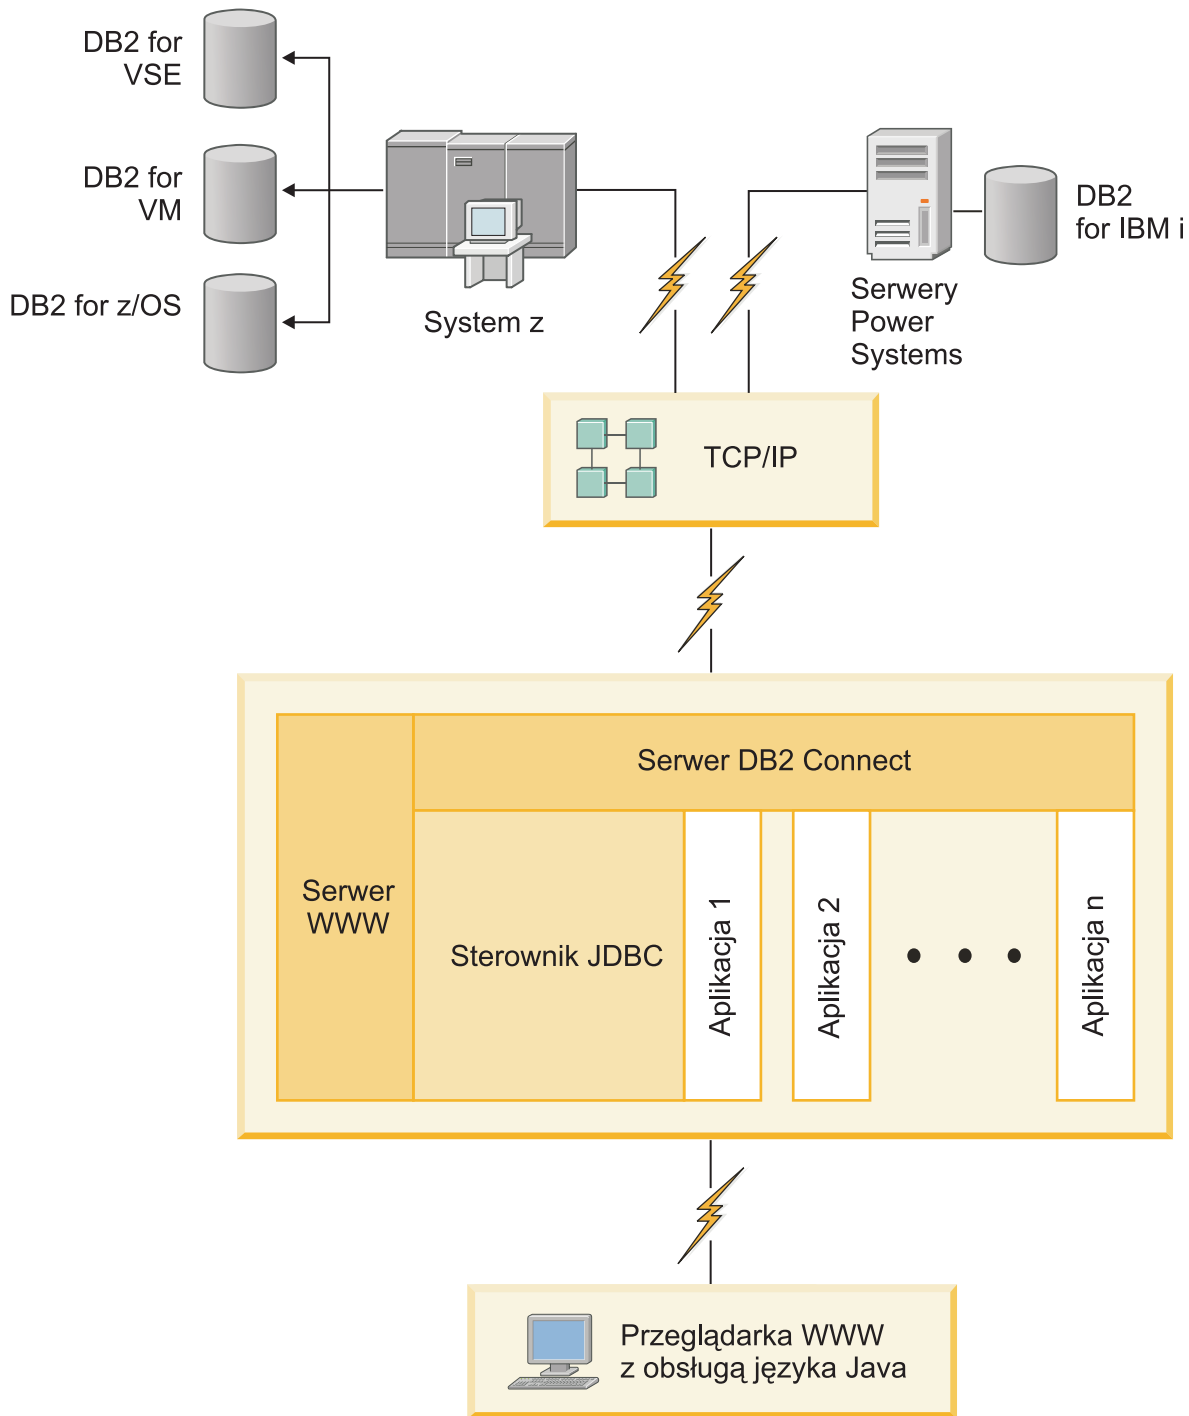 DB2 for
VSE
DB2 for
VM
DB2 for z/OS
System z
DB2
for IBM i
Serwery
Power
Systems
TCP/IP
Serwer DB2 Connect
Serwer
WWW
Sterownik JDBC
Aplikacja 1
Aplikacja 2
Aplikacja n
Przeglądarka WWW
z obsługą języka Java